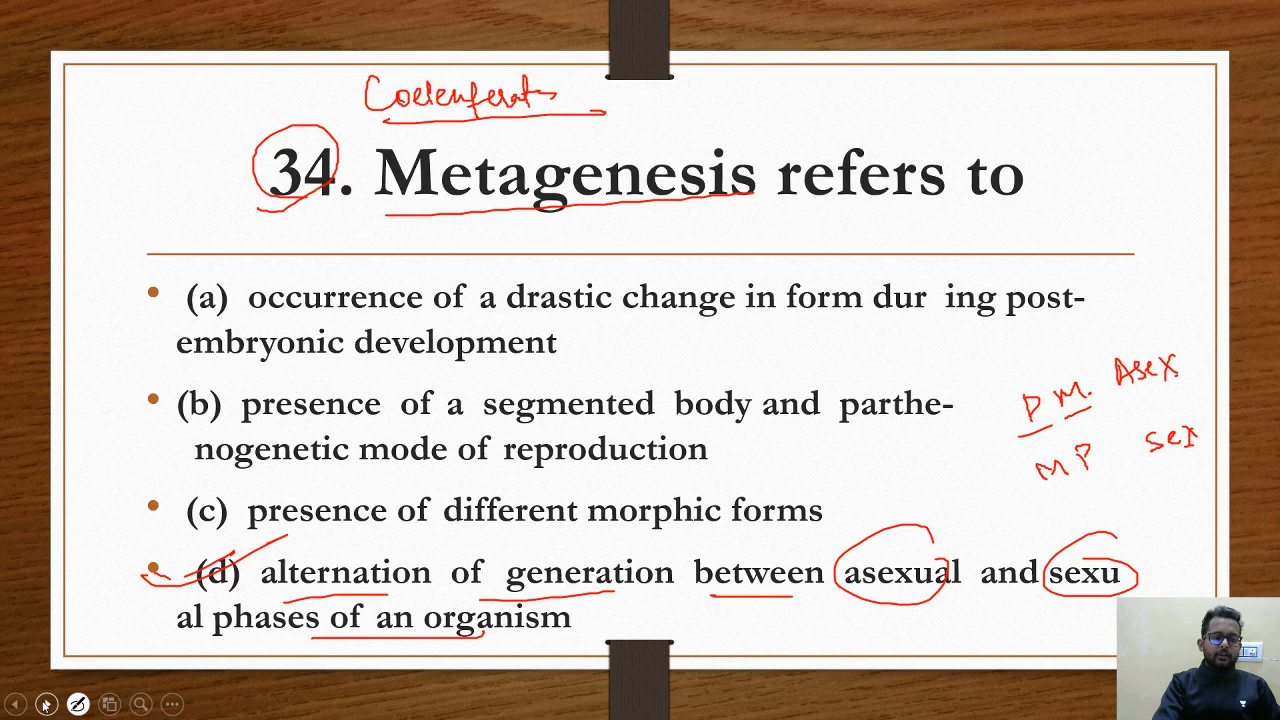 Coelenferates
34. Metagenesis refers to
• (a) occurrence of a drastic change in form dur ing post-
embryonic development
• (b) presence of a segmented body and parthe-
nogenetic mode of reproduction
P M. Asex
M P Sex
• (c) presence of different morphic forms
• (d) alternation of generation between asexual and sexu
al phases of an organism